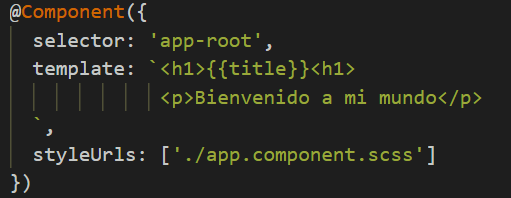 @Component({
  selector: 'app-root',
  template: `<h1>{{title}}<h1>
            <p>Bienvenido a mi mundo</p>
  `,
  styleUrls: ['./app.component.scss']
})